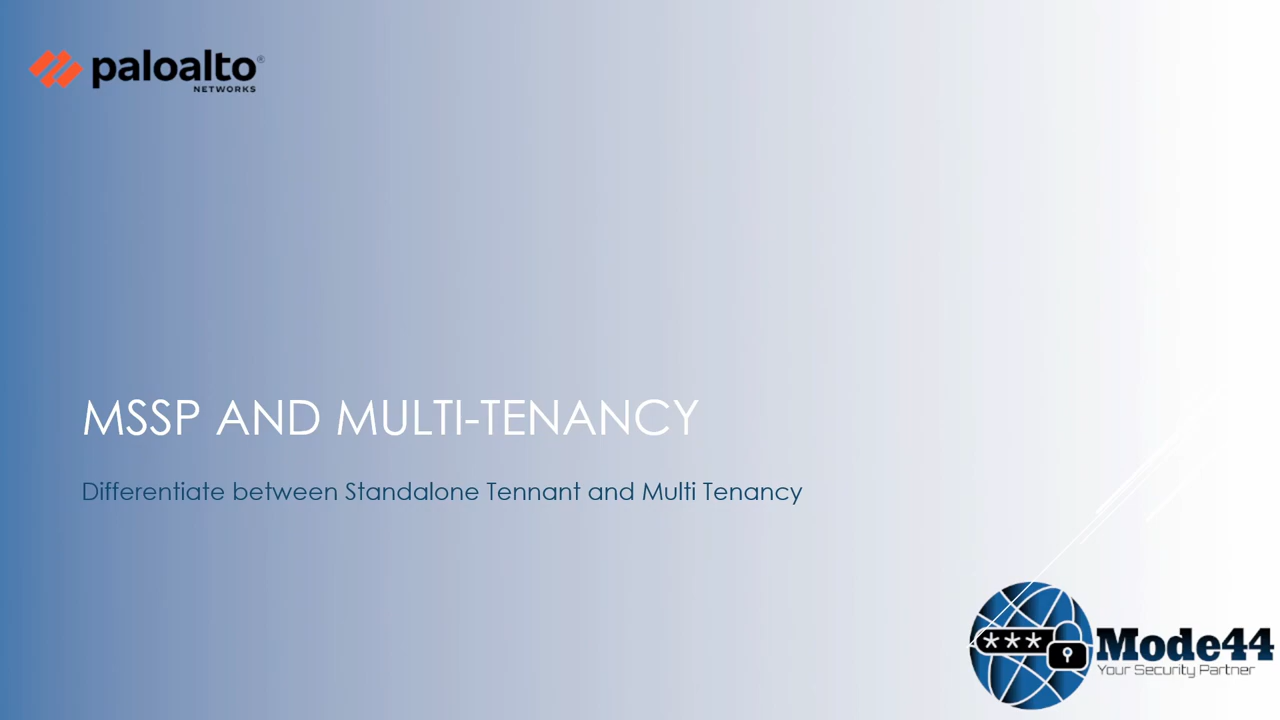 paloalto®
NETWORKS
MSSP AND MULTI-TENANCY
Differentiate between Standalone Tennant and Multi Tenancy
***
Mode44
Your Security Partner